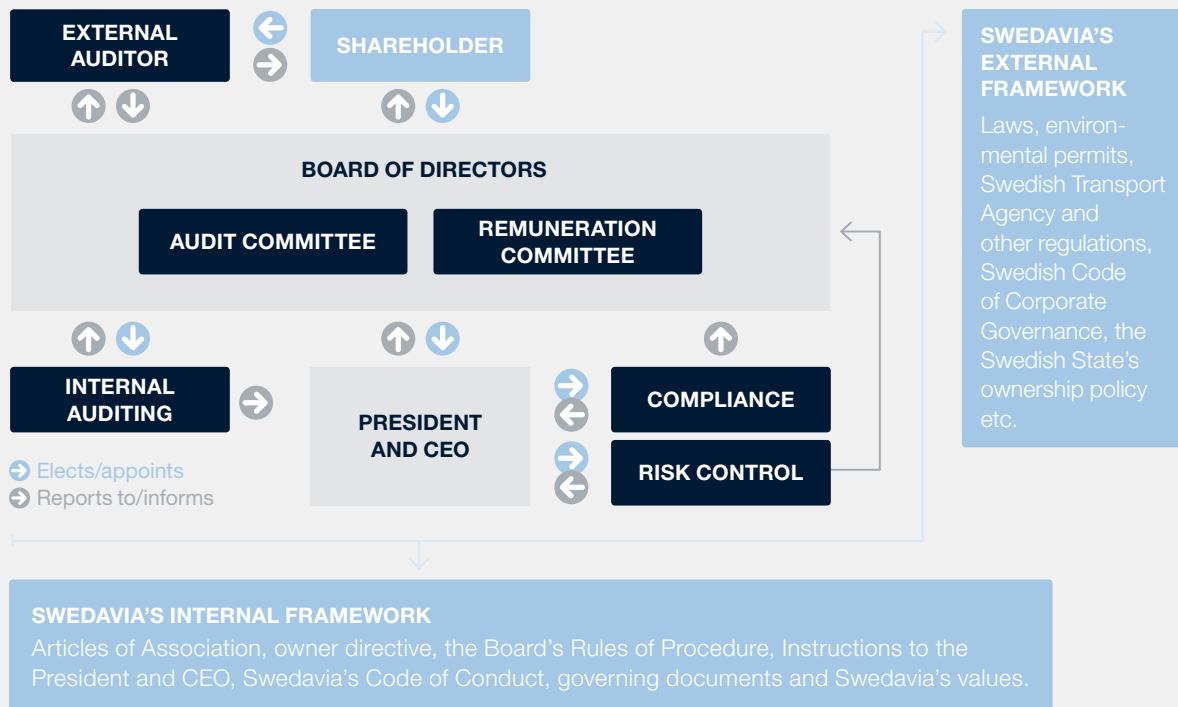 EXTERNAL
AUDITOR
SHAREHOLDER
SWEDAVIA'S
EXTERNAL
FRAMEWORK
Laws, environ-
mental permits,
Swedish Transport
Agency and
other regulations,
Swedish Code
of Corporate
Governance, the
Swedish State’s
ownership policy
etc.
BOARD OF DIRECTORS
AUDIT COMMITTEE
REMUNERATION
COMMITTEE
INTERNAL
AUDITING
PRESIDENT
AND CEO
COMPLIANCE
RISK CONTROL
Elects/appoints
Reports to/informs
SWEDAVIA’S INTERNAL FRAMEWORK
Articles of Association, owner directive, the Board’s Rules of Procedure, Instructions to the
President and CEO, Swedavia’s Code of Conduct, governing documents and Swedavia’s values.